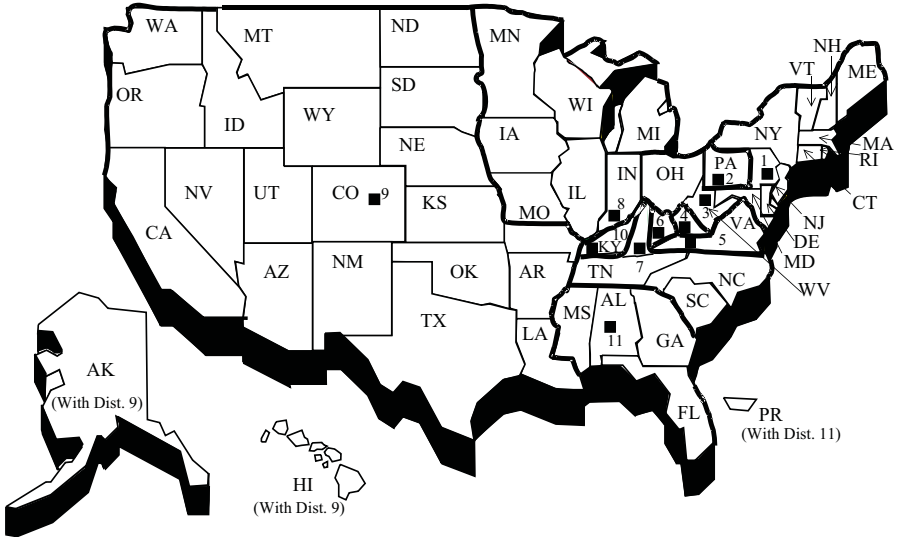 WA
MT
ND
MN
NH
VT
ME
OR
ID
WY
SD
WI
MI
NY
MA
RI
IA
NE
PA
2
1
CT
NV
UT
CO
9
KS
IL
IN
OH
NJ
DE
MD
WV
MO
8
10
KY
6
4
3
VA
5
7
CA
AZ
NM
OK
AR
TN
NC
SC
TX
LA
MS
AL
11
GA
AK
(With Dist. 9)
FL
PR
(With Dist. 11)
HI
(With Dist. 9)